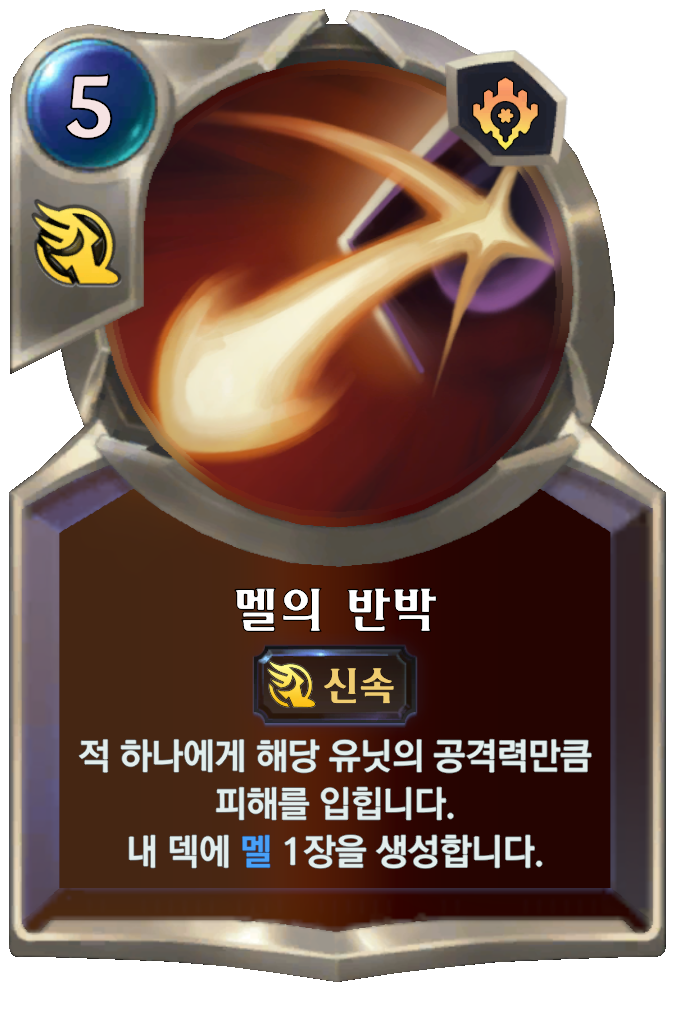 5
멜의 반박
신속
적 하나에게 해당 유닛의 공격력만큼
피해를 입힙니다.
내 덱에 멜 1장을 생성합니다.